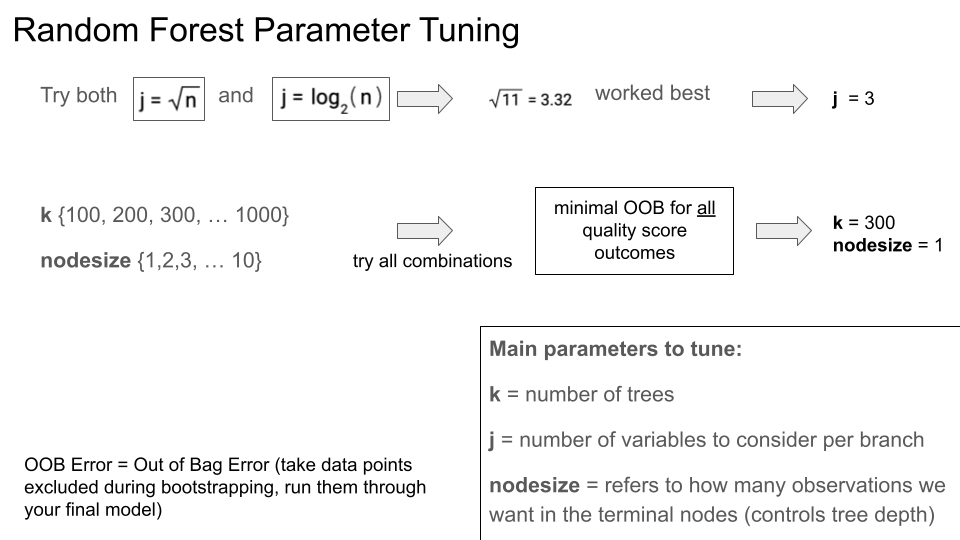 Random Forest Parameter Tuning
Try both j = √n and j = log₂(n) √11 = 3.32 worked best j = 3
k {100, 200, 300, … 1000}
nodesize {1,2,3, … 10}
try all combinations
minimal OOB for all
quality score
outcomes
k = 300
nodesize = 1
Main parameters to tune:
k = number of trees
j = number of variables to consider per branch
nodesize = refers to how many observations we
want in the terminal nodes (controls tree depth)
OOB Error = Out of Bag Error (take data points
excluded during bootstrapping, run them through
your final model)